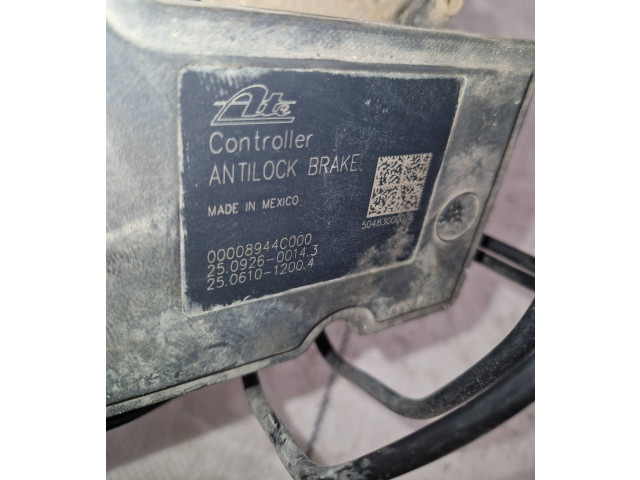 Ate
Controller
ANTILOCK BRAKE
MADE IN MEXICO
00008944C000
25.0926-0014.3
25.0610-1200.4